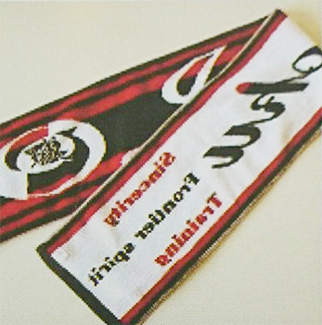 Sincerity
Frontier spirit
Training